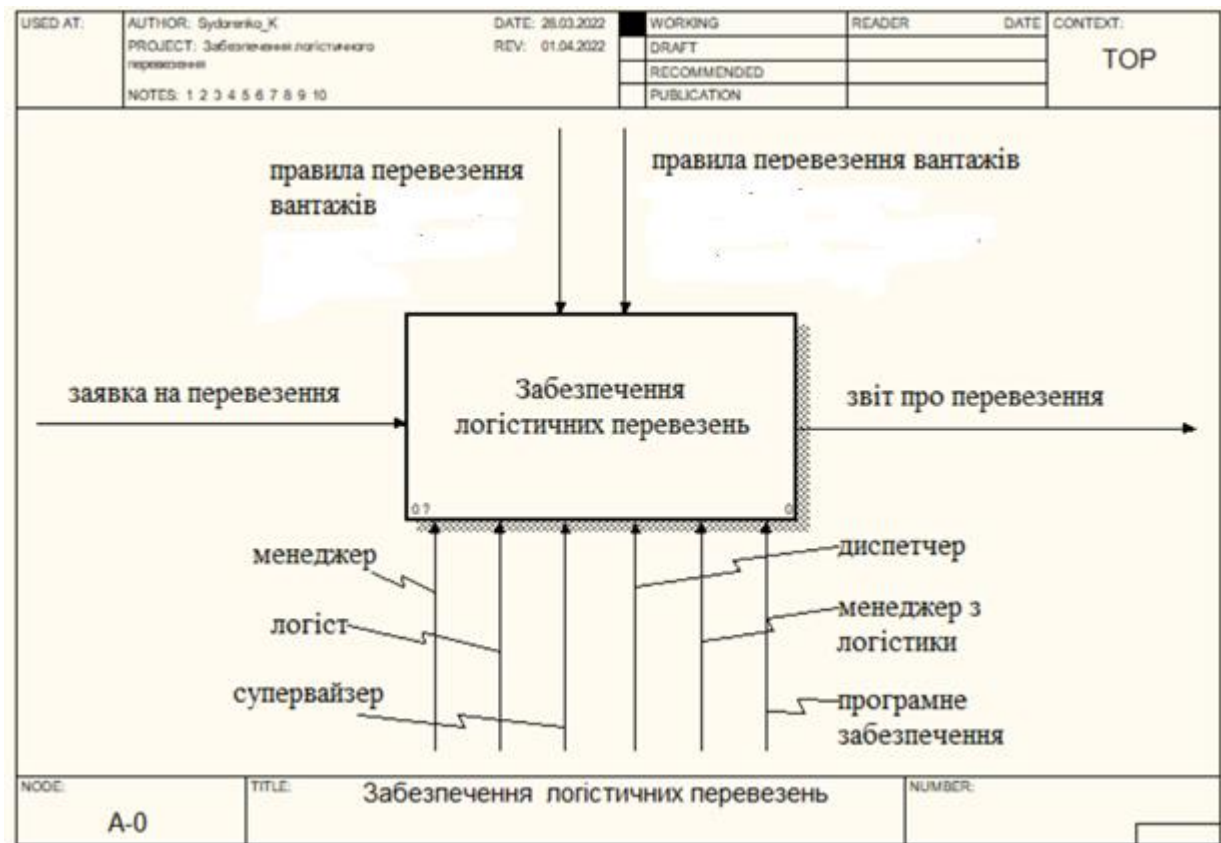 USED AT:
AUTHOR: Sydorenko_K
DATE: 28.03.2022
PROJECT: Забезпечення логістичного
перевезення
REV: 01.04.2022
NOTES: 1 2 3 4 5 6 7 8 9 10
WORKING
DRAFT
RECOMMENDED
PUBLICATION
READER
DATE
CONTEXT:
TOP
правила перевезення
вантажів
правила перевезення вантажів
заявка на перевезення
Забезпечення
логістичних перевезень
0 ?
0
звіт про перевезення
менеджер
логіст
супервайзер
диспетчер
менеджер з
логістики
програмне
забезпечення
NODE:
A-0
TITLE:
Забезпечення логістичних перевезень
NUMBER: